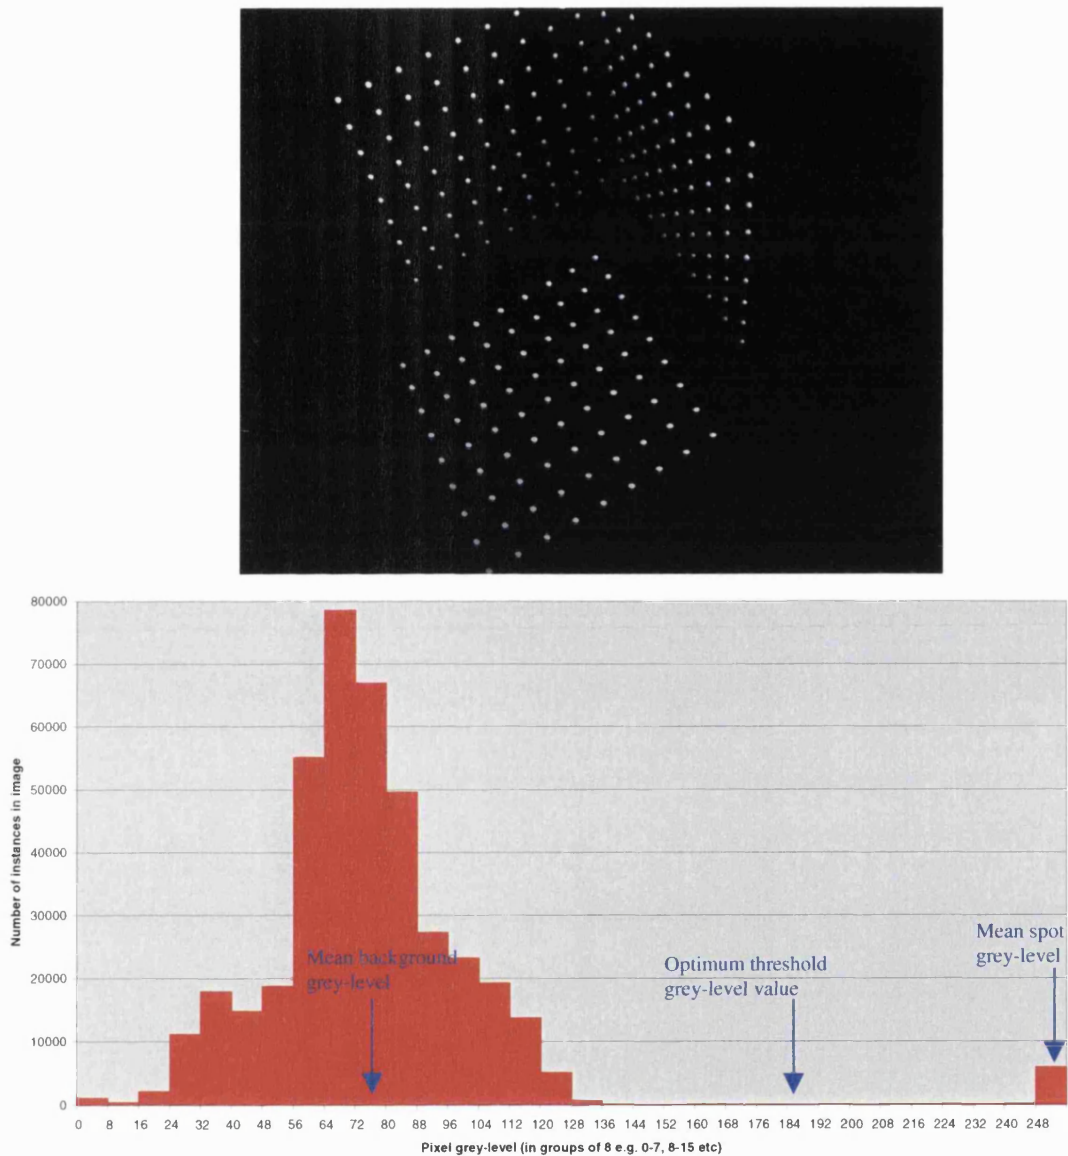 80000
70000
60000
50000
40000
30000
20000
10000
0
Number of instances in image
Mean background
grey-level
Optimum threshold
grey-level value
Mean spot
grey-level
0 8 16 24 32 40 48 56 64 72 80 88 96 104 112 120 128 136 144 152 160 168 176 184 192 200 208 216 224 232 240 248
Pixel grey-level (in groups of 8 e.g. 0-7, 8-15 etc)